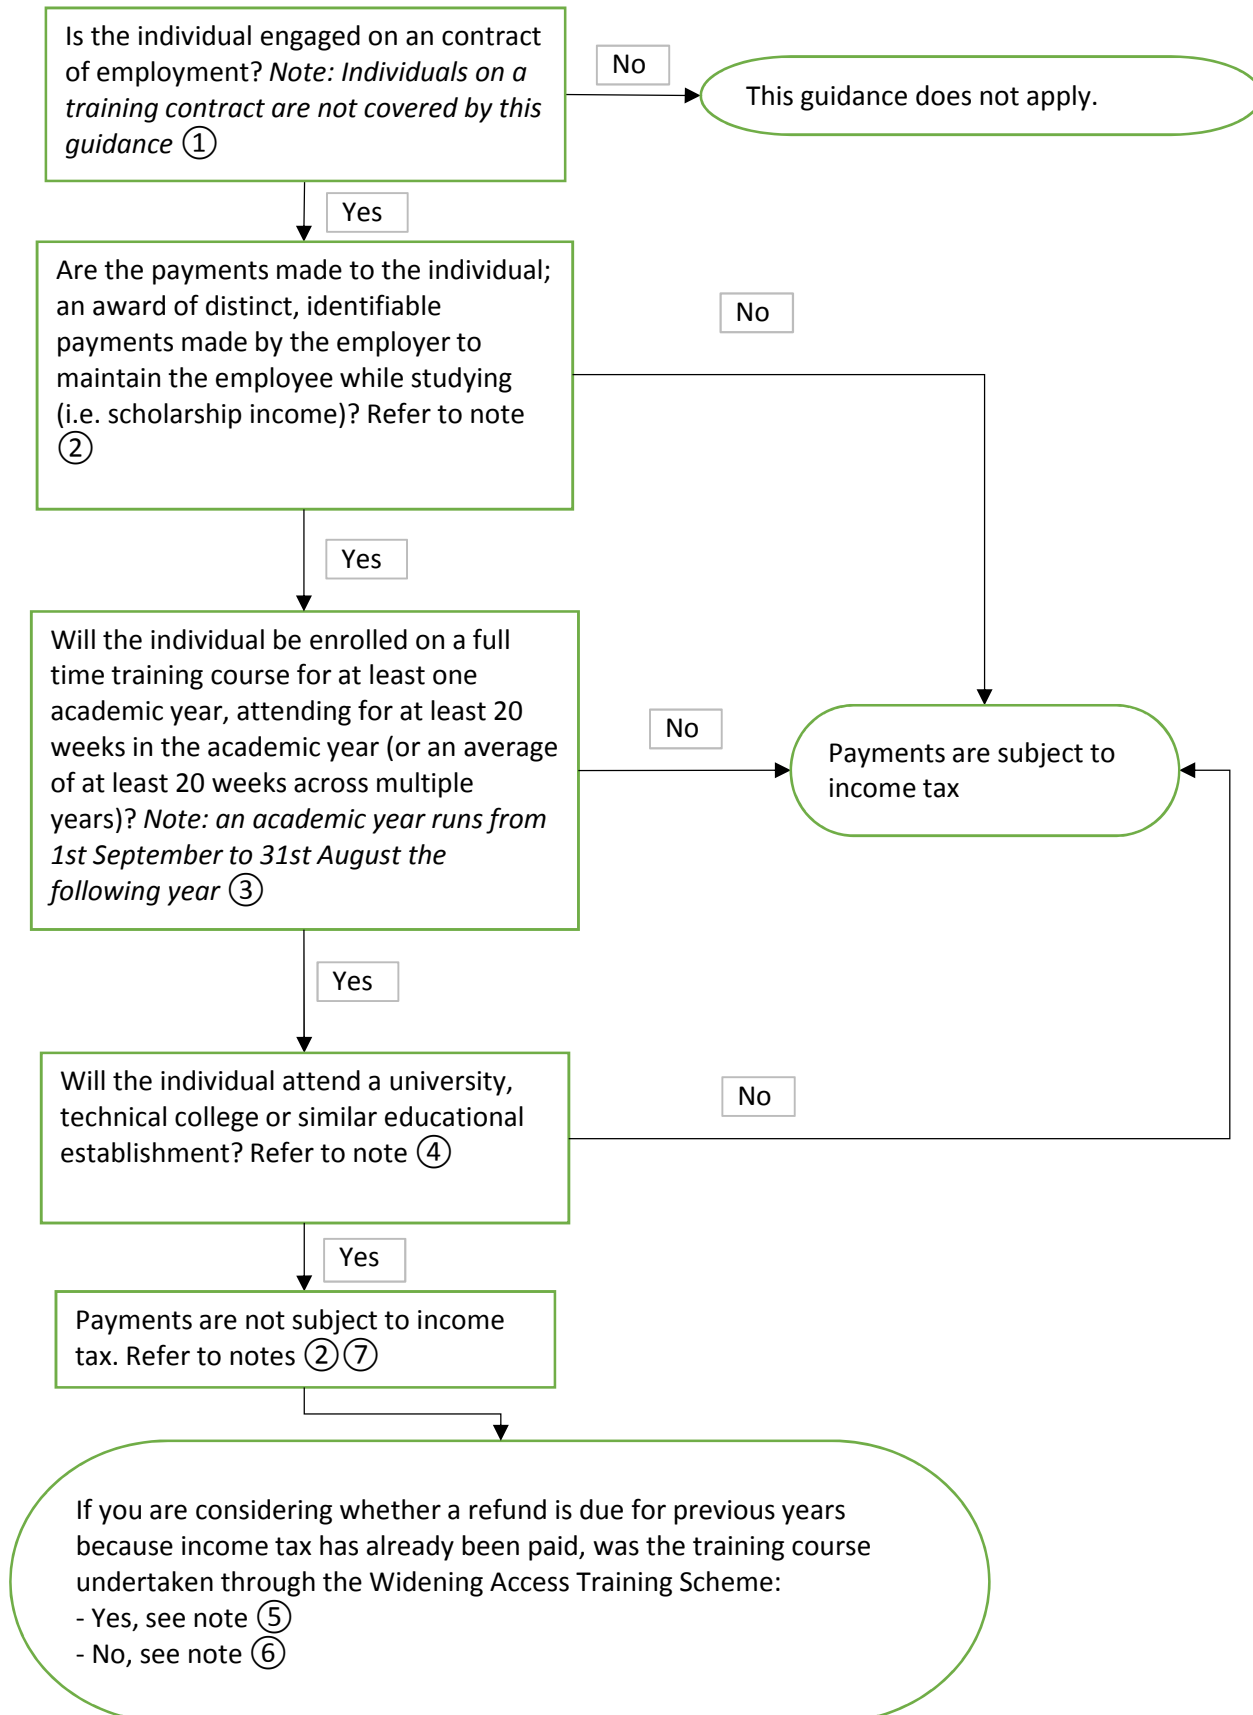 Is the individual engaged on an contract
of employment? Note: Individuals on a
training contract are not covered by this
guidance ①
No
This guidance does not apply.
Yes
Are the payments made to the individual;
an award of distinct, identifiable
payments made by the employer to
maintain the employee while studying
(i.e. scholarship income)? Refer to note
②
No
Yes
Will the individual be enrolled on a full
time training course for at least one
academic year, attending for at least 20
weeks in the academic year (or an average
of at least 20 weeks across multiple
years)? Note: an academic year runs from
1st September to 31st August the
following year ③
No
Payments are subject to
income tax
Yes
Will the individual attend a university,
technical college or similar educational
establishment? Refer to note ④
No
Yes
Payments are not subject to income
tax. Refer to notes ②⑦
If you are considering whether a refund is due for previous years
because income tax has already been paid, was the training course
undertaken through the Widening Access Training Scheme:
- Yes, see note ⑤
- No, see note ⑥